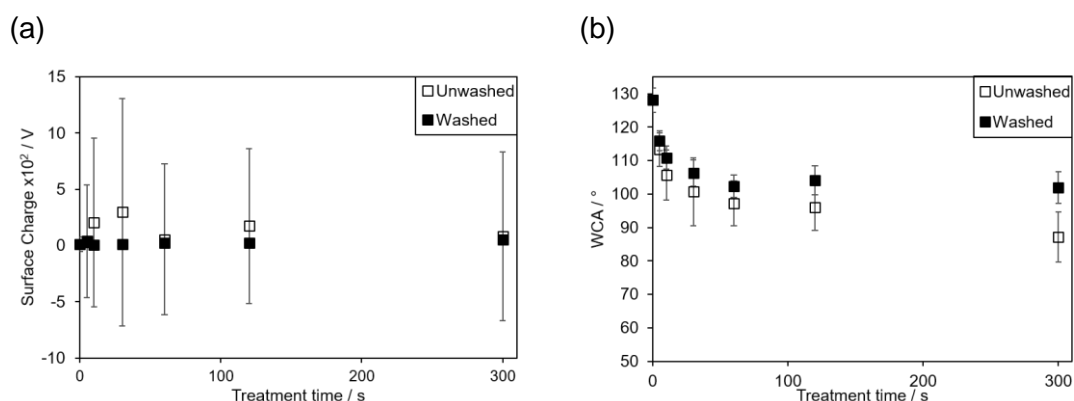 (a)
(b)
Surface Charge x10² / V
15
10
5
0
-5
-10
0
100
200
300
Treatment time / s
□Unwashed
■Washed
WCA / °
130
120
110
100
90
80
70
60
50
0
100
200
300
Treatment time / s
□Unwashed
■Washed